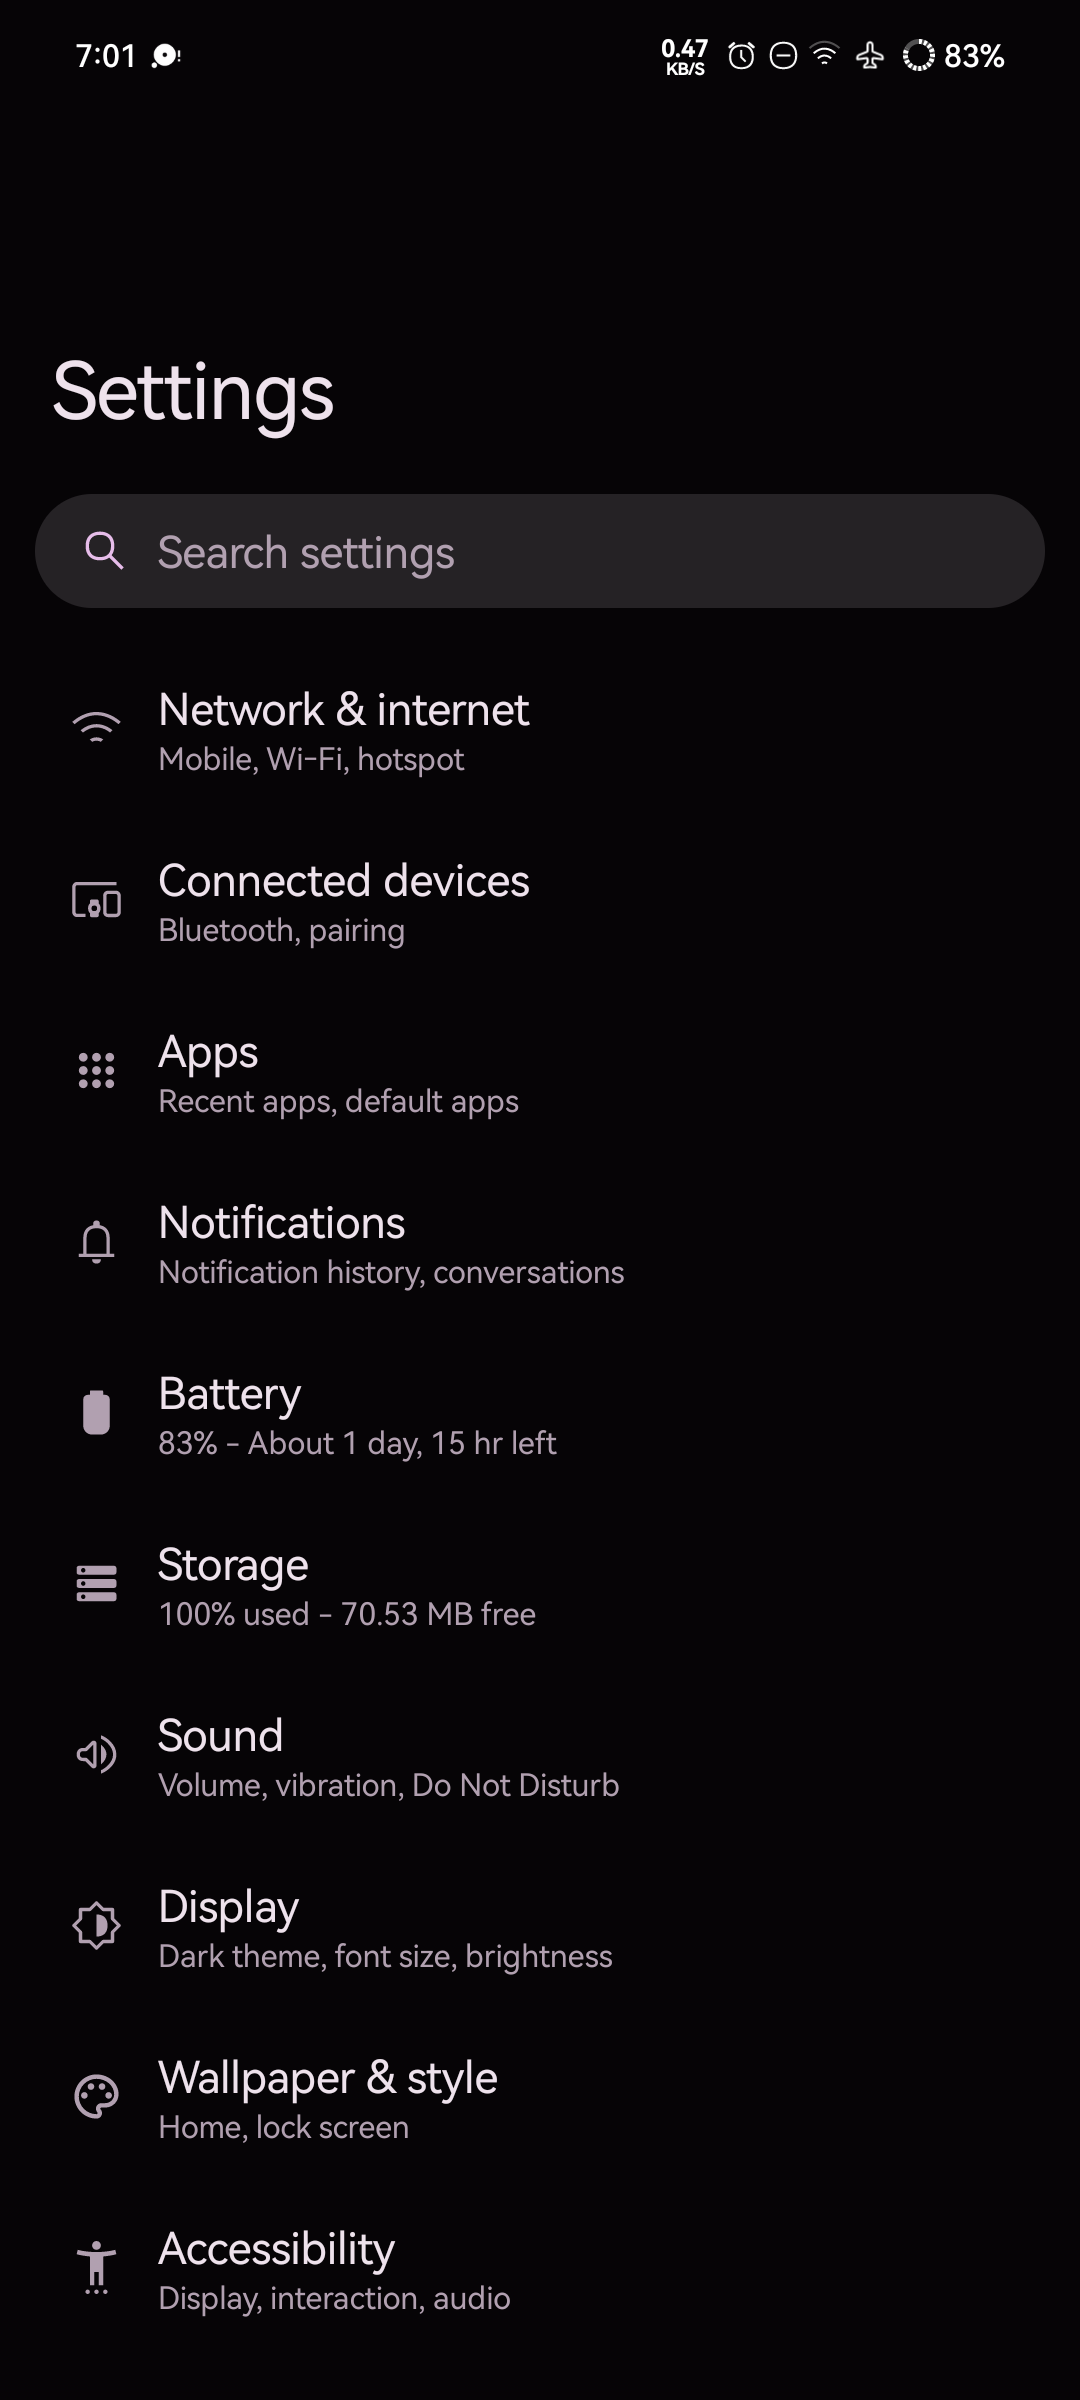 7:01
0.47
KB/S
83%
Settings
Search settings
Network & internet
Mobile, Wi-Fi, hotspot
Connected devices
Bluetooth, pairing
Apps
Recent apps, default apps
Notifications
Notification history, conversations
Battery
83% - About 1 day, 15 hr left
Storage
100% used - 70.53 MB free
Sound
Volume, vibration, Do Not Disturb
Display
Dark theme, font size, brightness
Wallpaper & style
Home, lock screen
Accessibility
Display, interaction, audio